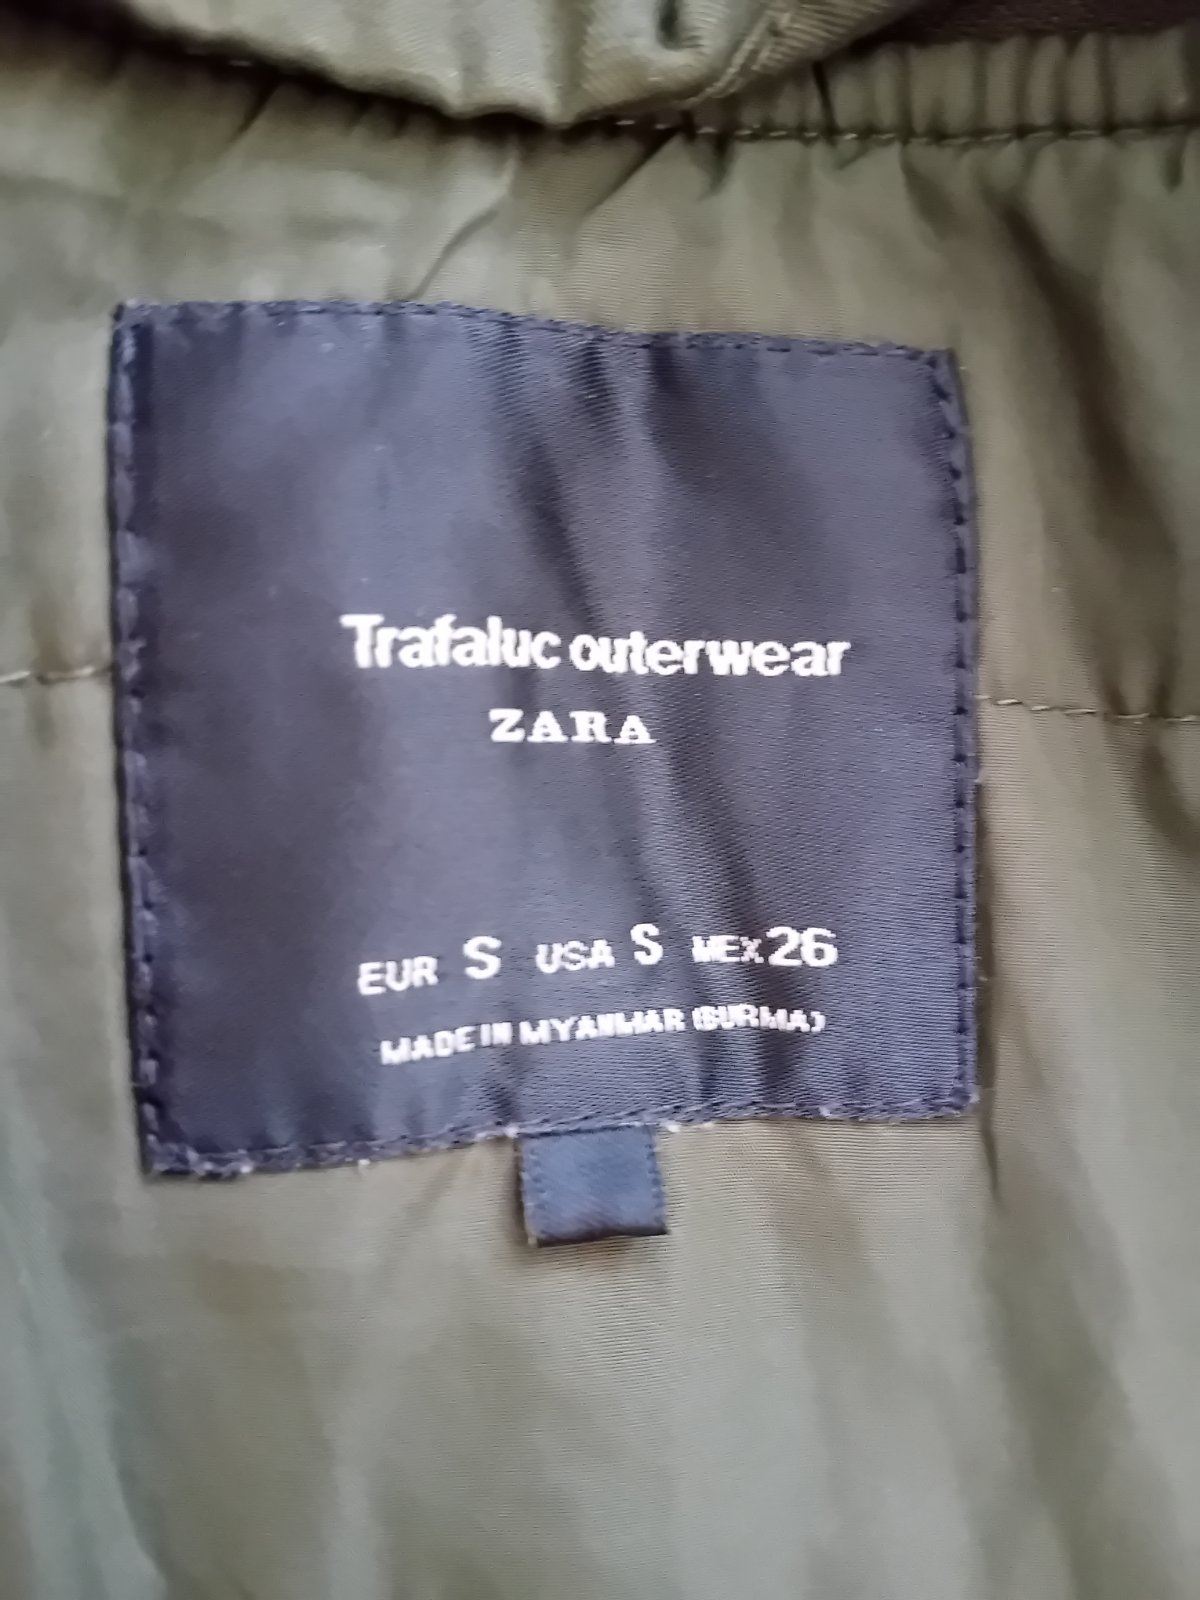 Trafaluc outerwear
ZARA
EUR S USA S MEX 26
MADE IN MYANMAR (BURMA)